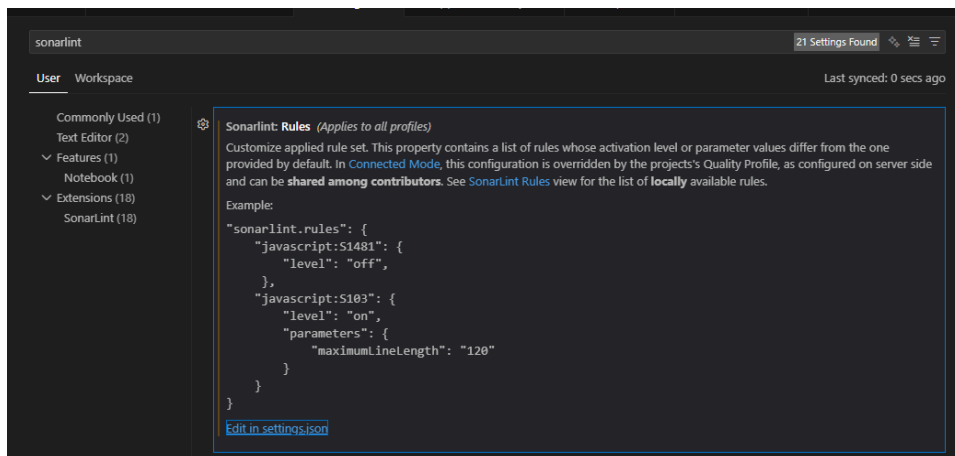 sonarlint
21 Settings Found
User Workspace
Last synced: 0 secs ago
Commonly Used (1)
Text Editor (2)
Features (1)
Notebook (1)
Extensions (18)
SonarLint (18)
Sonarlint: Rules (Applies to all profiles)
Customize applied rule set. This property contains a list of rules whose activation level or parameter values differ from the one
provided by default. In Connected Mode, this configuration is overridden by the projects's Quality Profile, as configured on server side
and can be shared among contributors. See SonarLint Rules view for the list of locally available rules.
Example:
"sonarlint.rules": {
    "javascript:S1481": {
        "level": "off",
     },
    "javascript:S103": {
        "level": "on",
        "parameters": {
            "maximumLineLength": "120"
        }
    }
}
Edit in settings.json